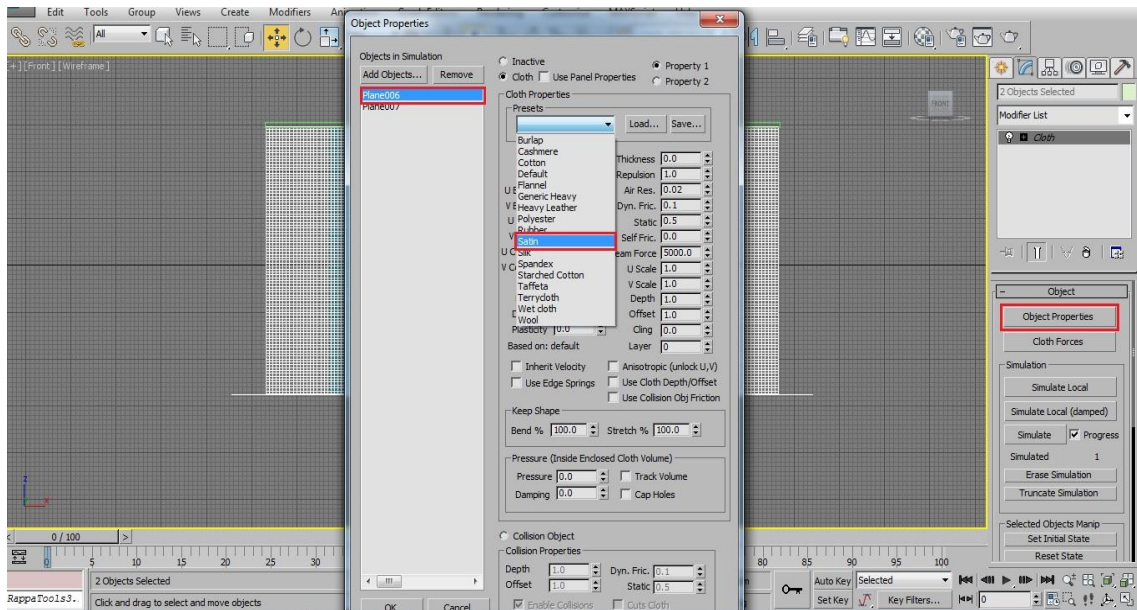 Edit Tools Group Views Create Modifiers
All
[+][Front][Wireframe]
FRONT
0 / 100
0 5 10 15 20 25 30
2 Objects Selected
RappaTools3.
Click and drag to select and move objects
Object Properties
Objects in Simulation
Add Objects... Remove
Plane006
Plane007
OK Cancel
Inactive
Cloth Use Panel Properties
Property 1
Property 2
Cloth Properties
Presets
Load... Save...
Burlap
Cashmere
Cotton
Default
Flannel
Generic Heavy
Heavy Leather
Polyester
Rubber
Satin
Silk
Spandex
Starched Cotton
Taffeta
Terrycloth
Wet cloth
Wool
Thickness 0.0
Repulsion 1.0
Air Res. 0.02
Dyn. Fric. 0.1
Static 0.5
Self Fric. 0.0
5000.0
U Scale 1.0
V Scale 1.0
Depth 1.0
Offset 1.0
Plasticity 0.0 Cling 0.0
Based on: default Layer 0
Inherit Velocity Anisotropic (unlock U,V)
Use Edge Springs Use Cloth Depth/Offset
Use Collision Obj Friction
Keep Shape
Bend % 100.0 Stretch % 100.0
Pressure (Inside Enclosed Cloth Volume)
Pressure 0.0 Track Volume
Damping 0.0 Cap Holes
Collision Object
Collision Properties
Depth 1.0 Dyn. Fric. 0.1
Offset 1.0 Static 0.5
Enable Collisions Cuts Cloth
80 85 90 95 100
Auto Key Selected
Set Key Key Filters... 0
2 Objects Selected
Modifier List
Cloth
Object
Object Properties
Cloth Forces
Simulation
Simulate Local
Simulate Local (damped)
Simulate Progress
Simulated 1
Erase Simulation
Truncate Simulation
Selected Objects Manip
Set Initial State
Reset State